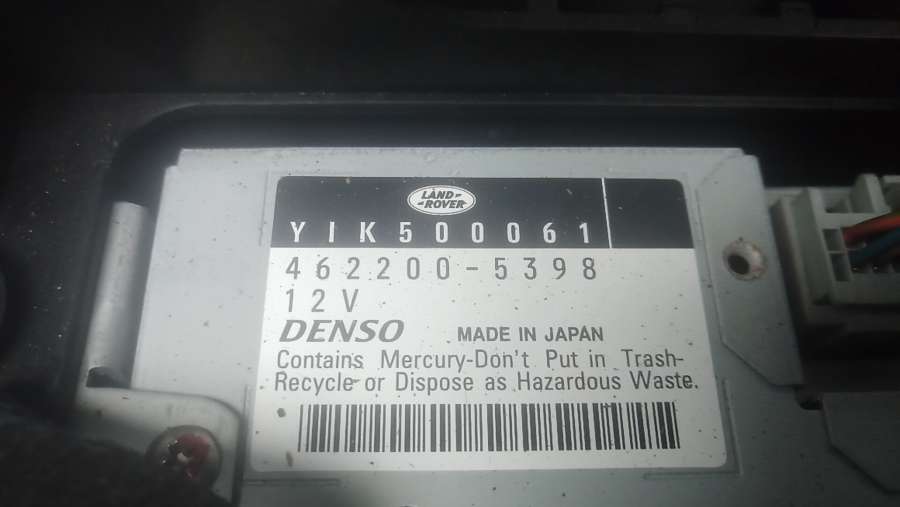 LAND-
-ROVER
YIK500061
462200-5398
12V
DENSO MADE IN JAPAN
Contains Mercury-Don't Put in Trash-
Recycle or Dispose as Hazardous Waste.